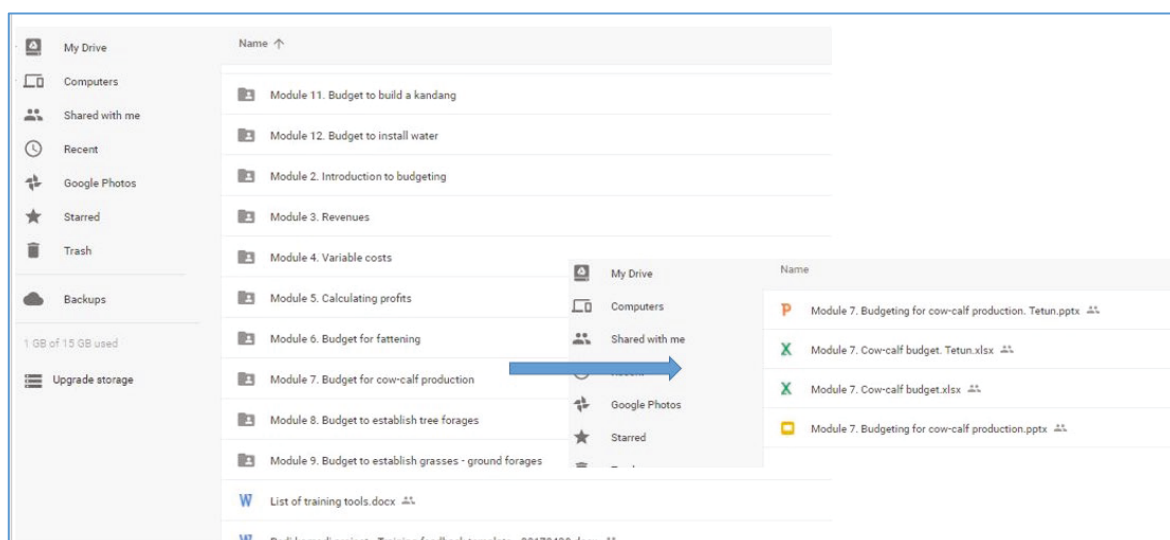 My Drive
Computers
Shared with me
Recent
Google Photos
Starred
Trash
Backups
1 GB of 15 GB used
Upgrade storage
Name
Module 11. Budget to build a kandang
Module 12. Budget to install water
Module 2. Introduction to budgeting
Module 3. Revenues
Module 4. Variable costs
Module 5. Calculating profits
Module 6. Budget for fattening
Module 7. Budget for cow-calf production
Module 8. Budget to establish tree forages
Module 9. Budget to establish grasses - ground forages
W List of training tools.docx
My Drive
Computers
Shared with me
Google Photos
Starred
Name
P Module 7. Budgeting for cow-calf production. Tetun.pptx
X Module 7. Cow-calf budget. Tetun.xlsx
X Module 7. Cow-calf budget.xlsx
Module 7. Budgeting for cow-calf production.pptx